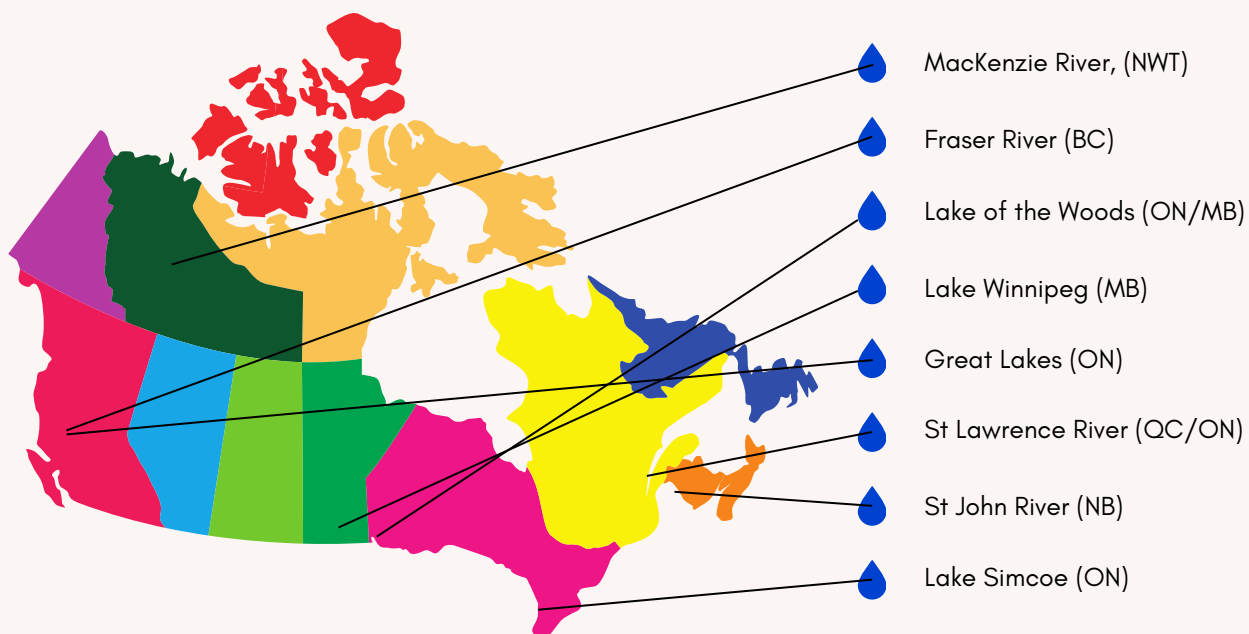 MacKenzie River, (NWT)
Fraser River (BC)
Lake of the Woods (ON/MB)
Lake Winnipeg (MB)
Great Lakes (ON)
St Lawrence River (QC/ON)
St John River (NB)
Lake Simcoe (ON)